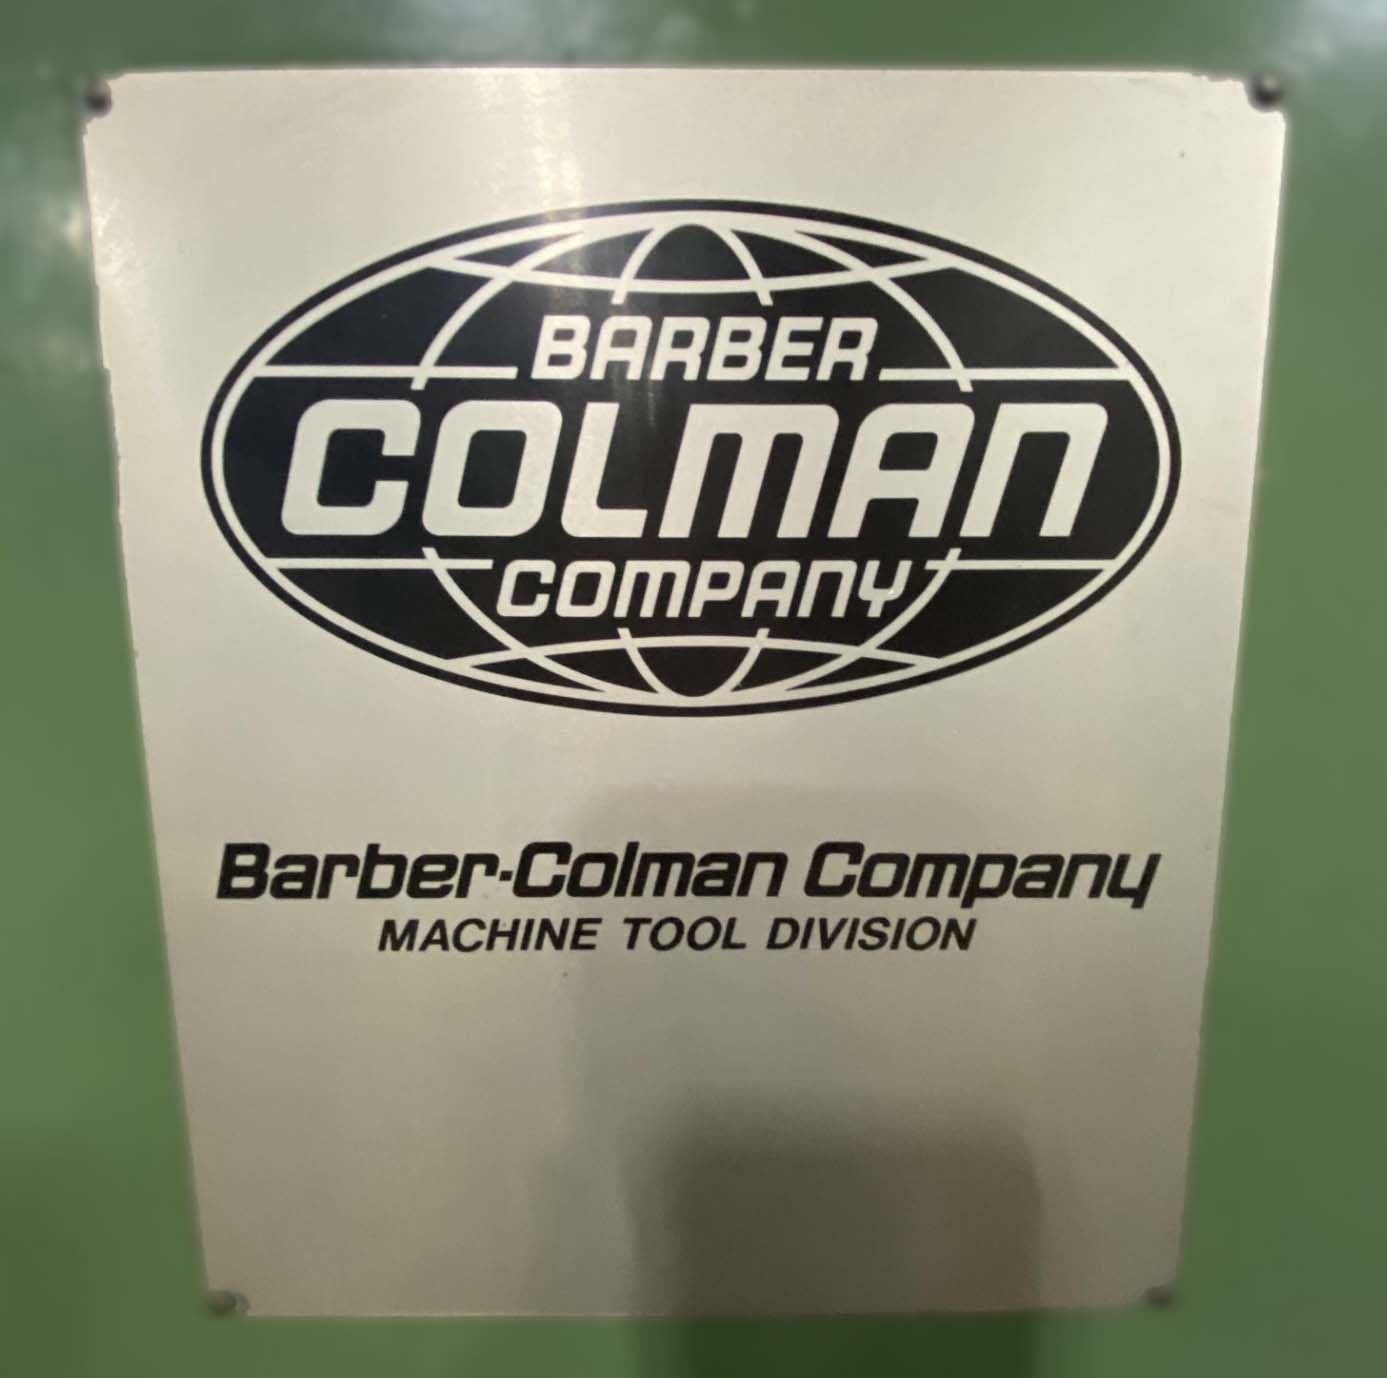 BARBER
COLMAN
COMPANY
Barber-Colman Company
MACHINE TOOL DIVISION